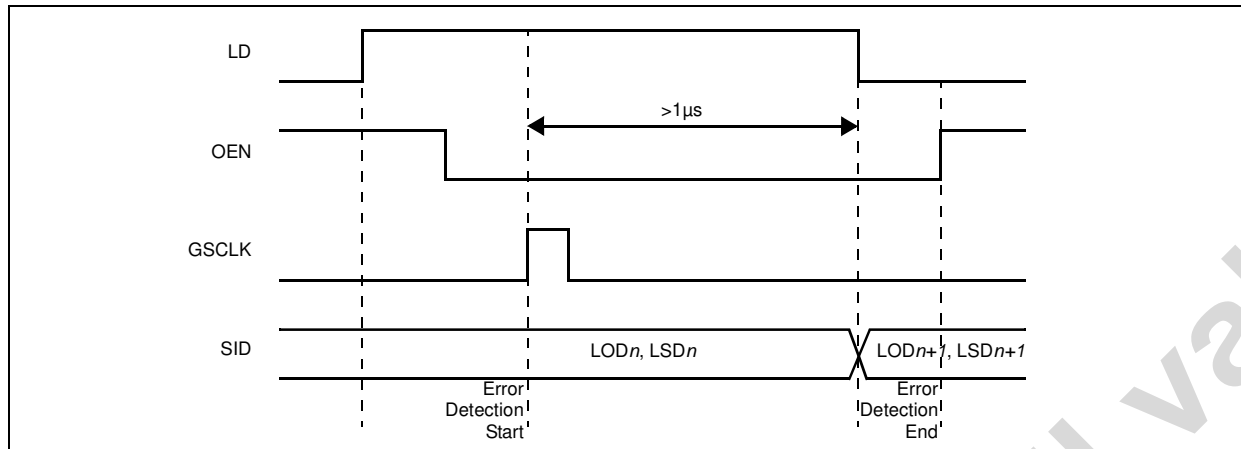 LD
>1µs
OEN
GSCLK
SID
LODn, LSDn
LODn+1, LSDn+1
Error
Detection
Start
Error
Detection
End